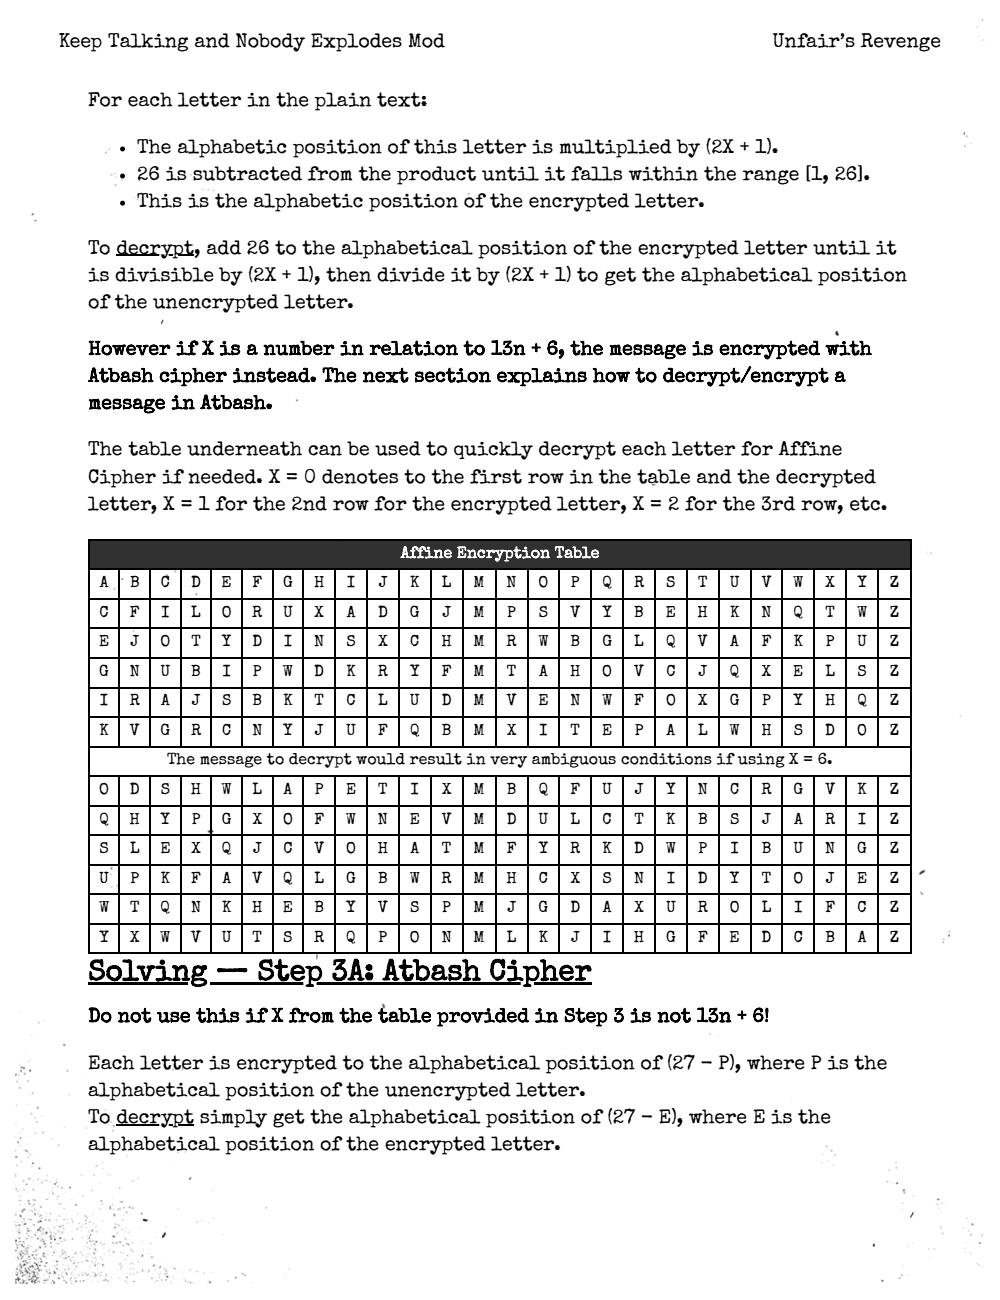 Keep Talking and Nobody Explodes Mod Unfair's Revenge
For each letter in the plain text:
• The alphabetic position of this letter is multiplied by (2X + 1).
• 26 is subtracted from the product until it falls within the range [1, 26].
• This is the alphabetic position of the encrypted letter.
To decrypt, add 26 to the alphabetical position of the encrypted letter until it
is divisible by (2X + 1), then divide it by (2X + 1) to get the alphabetical position
of the unencrypted letter.
However if X is a number in relation to 13n + 6, the message is encrypted with
Atbash cipher instead. The next section explains how to decrypt/encrypt a
message in Atbash.
The table underneath can be used to quickly decrypt each letter for Affine
Cipher if needed. X = 0 denotes to the first row in the table and the decrypted
letter, X = 1 for the 2nd row for the encrypted letter, X = 2 for the 3rd row, etc.
Affine Encryption Table
A B C D E F G H I J K L M N O P Q R S T U V W X Y Z
C F I L O R U X A D G J M P S V Y B E H K N Q T W Z
E J O T Y D I N S X C H M R W B G L Q V A F K P U Z
G N U B I P W D K R Y F M T A H O V C J Q X E L S Z
I R A J S B K T C L U D M V E N W F O X G P Y H Q Z
K V G R C N Y J U F Q B M X I T E P A L W H S D O Z
The message to decrypt would result in very ambiguous conditions if using X = 6.
O D S H W L A P E T I X M B Q F U J Y N C R G V K Z
Q H Y P G X O F W N E V M D U L C T K B S J A R I Z
S L E X Q J C V O H A T M F Y R K D W P I B U N G Z
U P K F A V Q L G B W R M H C X S N I D Y T O J E Z
W T Q N K H E B Y V S P M J G D A X U R O L I F C Z
Y X W V U T S R Q P O N M L K J I H G F E D C B A Z
Solving — Step 3A: Atbash Cipher
Do not use this if X from the table provided in Step 3 is not 13n + 6!
Each letter is encrypted to the alphabetical position of (27 - P), where P is the
alphabetical position of the unencrypted letter.
To decrypt simply get the alphabetical position of (27 - E), where E is the
alphabetical position of the encrypted letter.